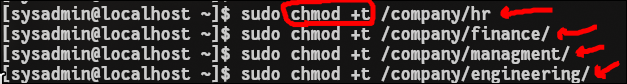 [sysadmin@localhost ~]$ sudo chmod +t /company/hr
[sysadmin@localhost ~]$ sudo chmod +t /company/finance/
[sysadmin@localhost ~]$ sudo chmod +t /company/managment/
[sysadmin@localhost ~]$ sudo chmod +t /company/engineering/